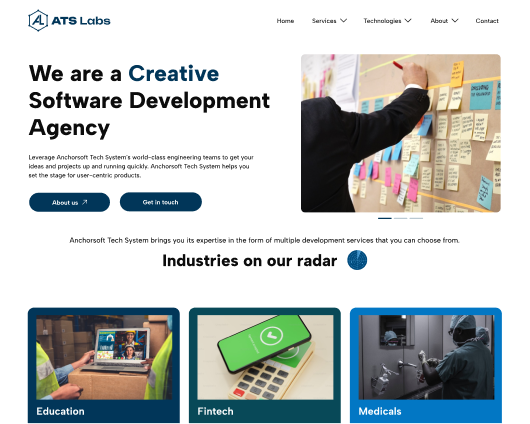 ATS Labs
Home Services Technologies About Contact
We are a Creative
Software Development
Agency
Leverage Anchorsoft Tech System's world-class engineering teams to get your
ideas and projects up and running quickly. Anchorsoft Tech System helps you
set the stage for user-centric products.
About us Get in touch
Anchorsoft Tech System brings you its expertise in the form of multiple development services that you can choose from.
Industries on our radar
Education Fintech Medicals